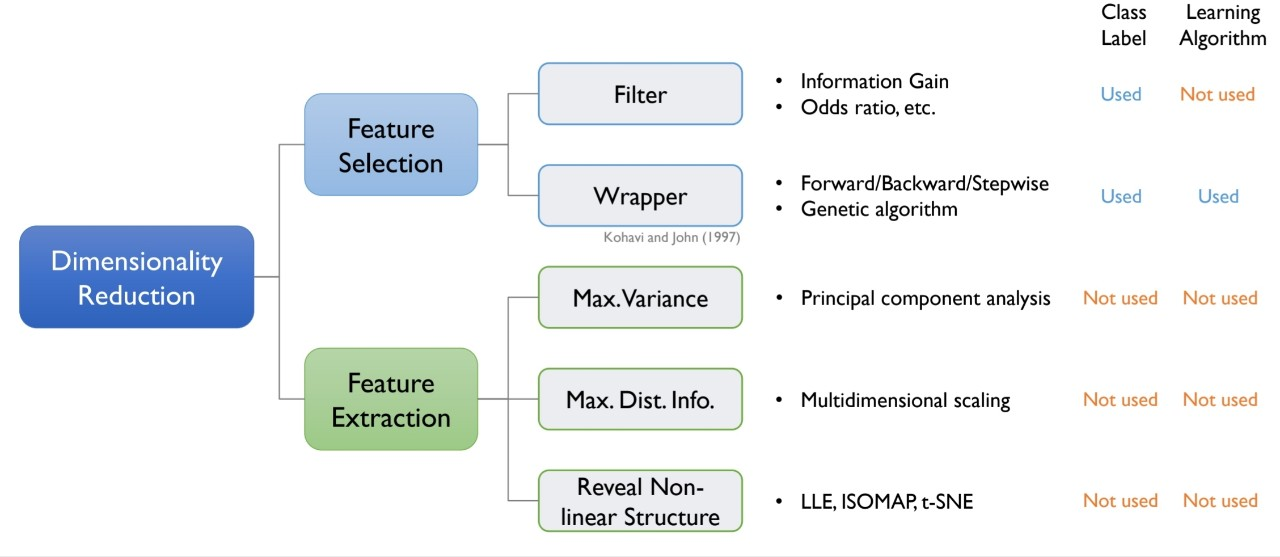 Class
Label
Learning
Algorithm
Dimensionality
Reduction
Feature
Selection
Filter
• Information Gain
• Odds ratio, etc.
Used
Not used
Wrapper
Kohavi and John (1997)
• Forward/Backward/Stepwise
• Genetic algorithm
Used
Used
Feature
Extraction
Max. Variance
• Principal component analysis
Not used
Not used
Max. Dist. Info.
• Multidimensional scaling
Not used
Not used
Reveal Non-
linear Structure
• LLE, ISOMAP, t-SNE
Not used
Not used